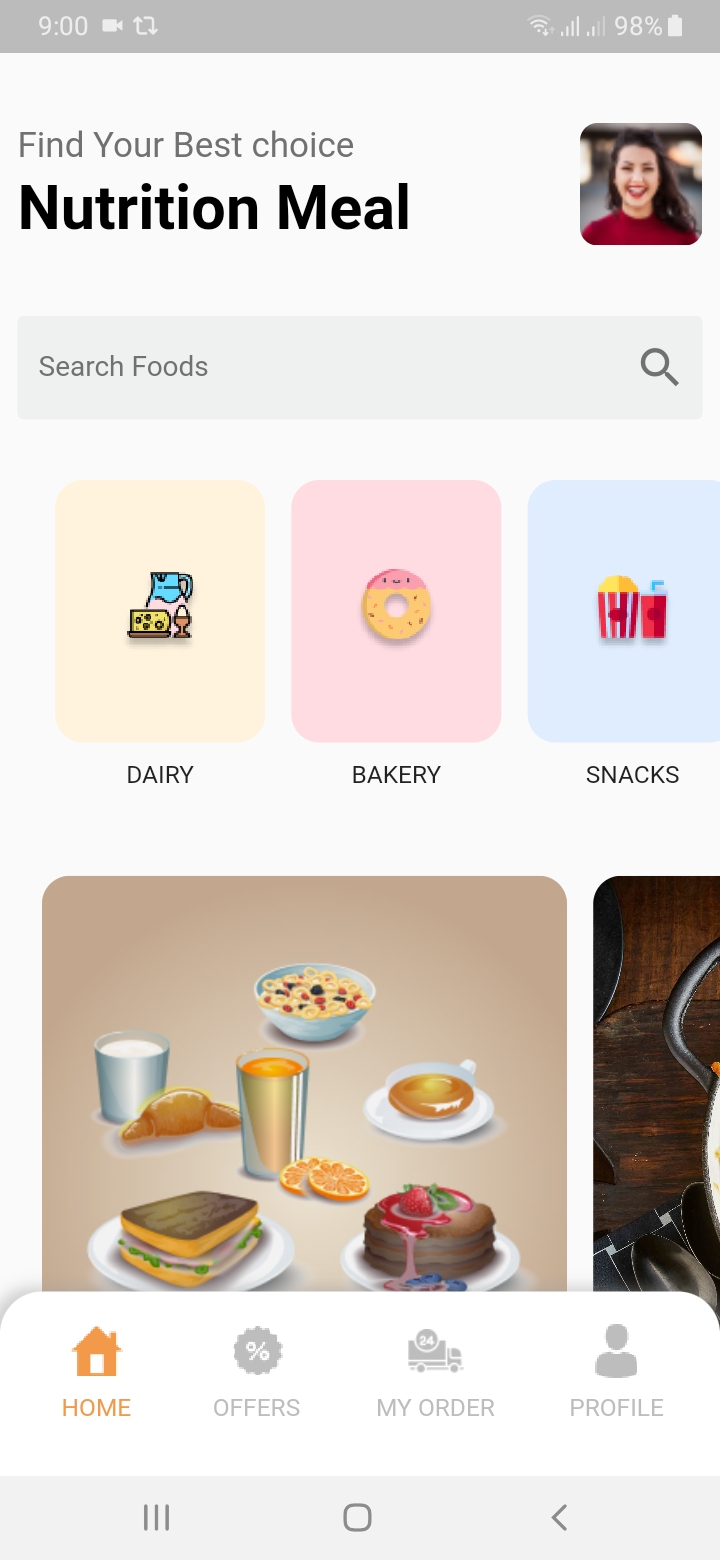 9:00 98%
Find Your Best choice
Nutrition Meal
Search Foods
DAIRY BAKERY SNACKS
24
%
HOME OFFERS MY ORDER PROFILE